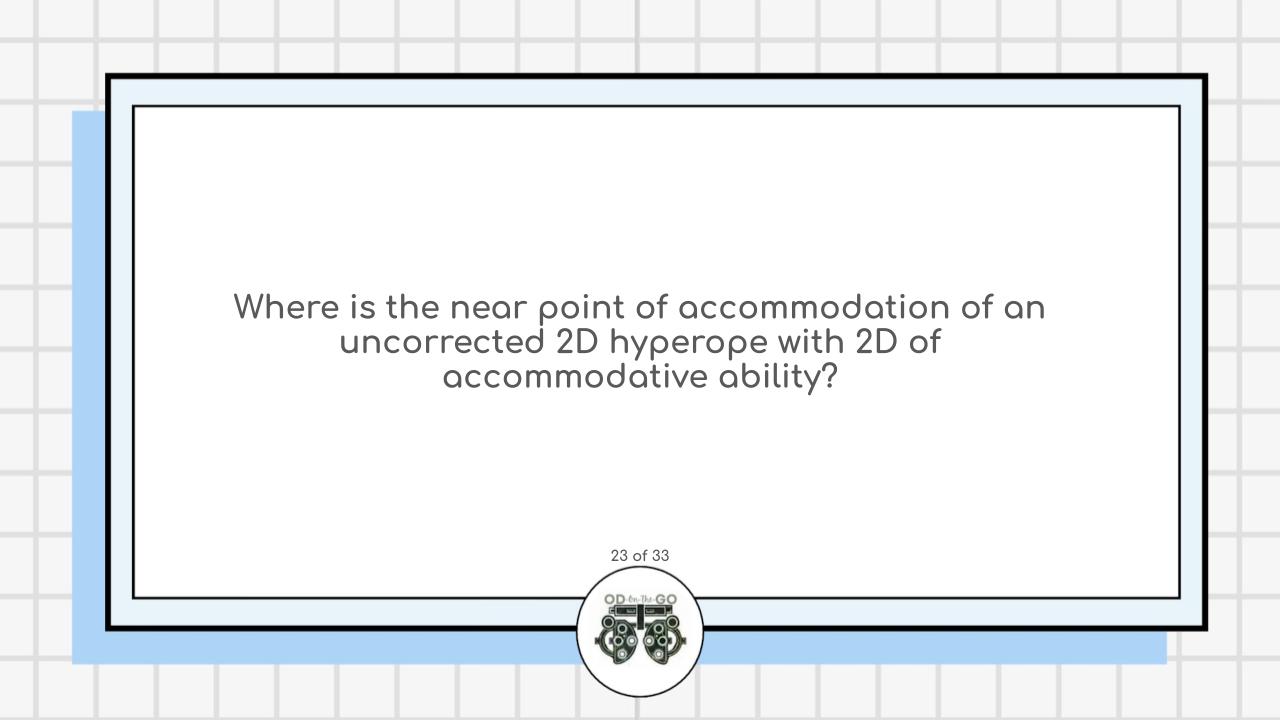 Where is the near point of accommodation of an
uncorrected 2D hyperope with 2D of
accommodative ability?
23 of 33
OD-On-The-GO